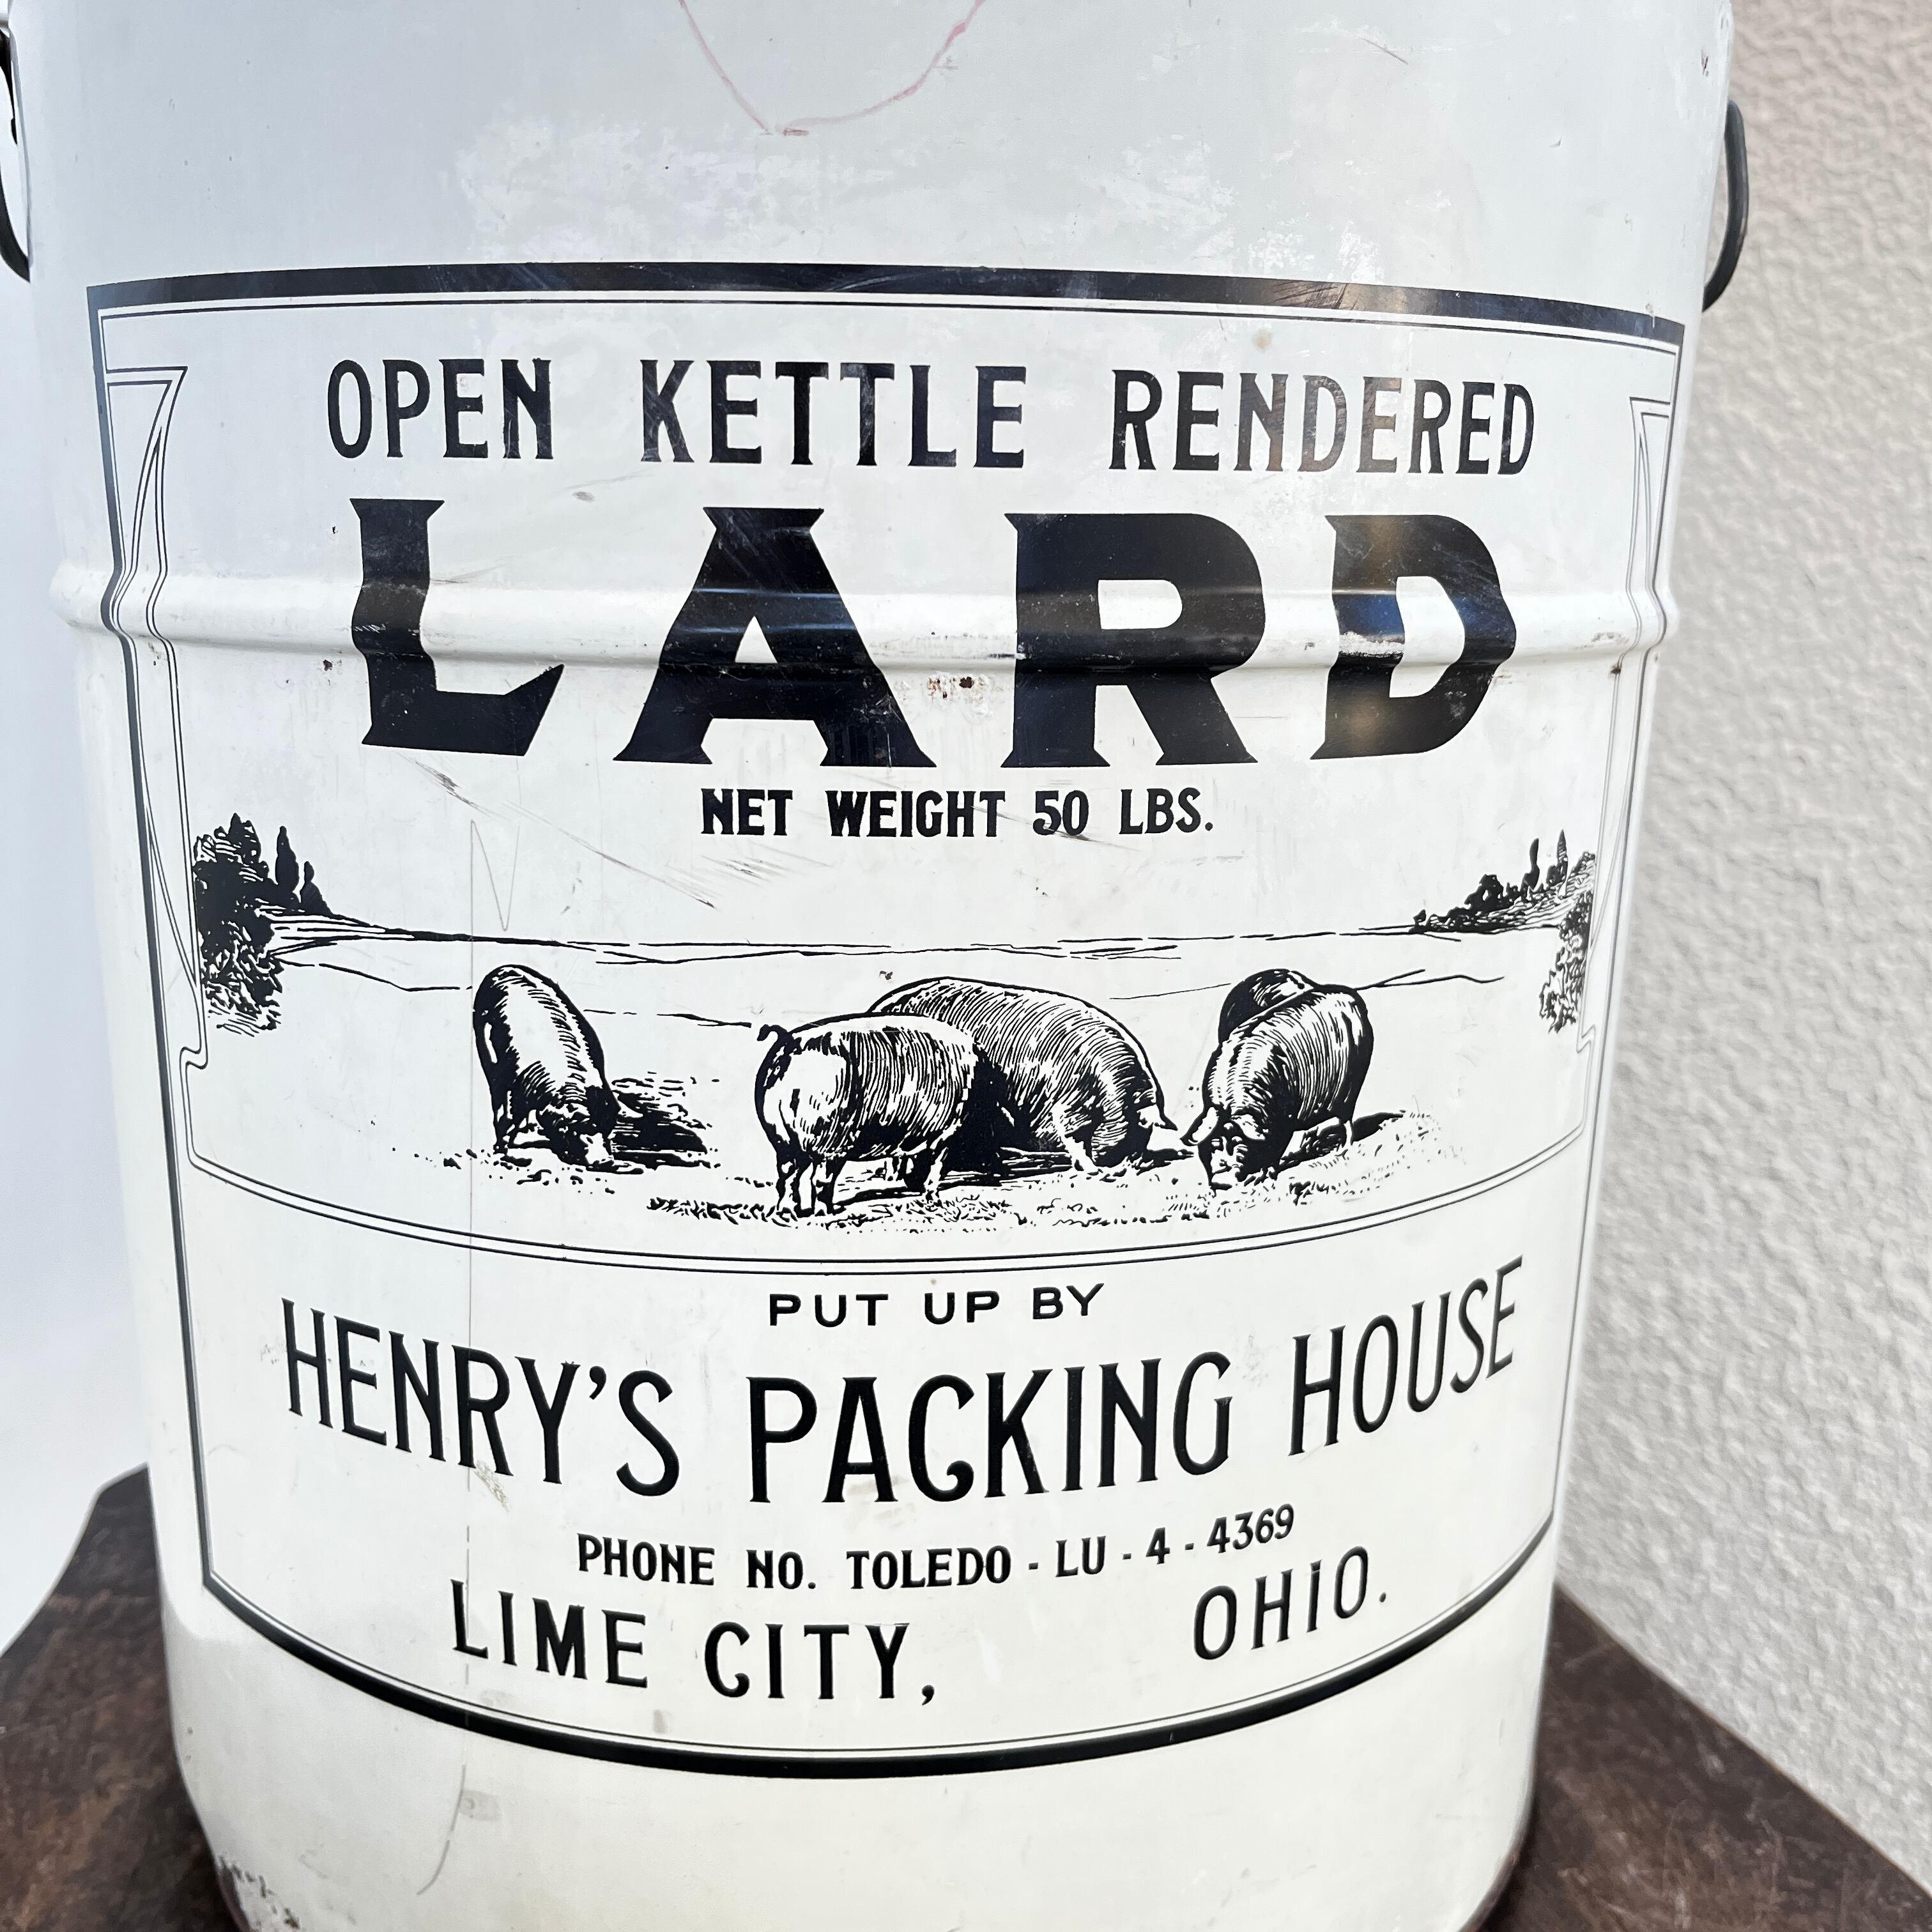 OPEN KETTLE RENDERED
LARD
NET WEIGHT 50 LBS.
PUT UP BY
HENRY'S PACKING HOUSE
PHONE NO. TOLEDO - LU - 4 - 4369
LIME CITY, OHIO.